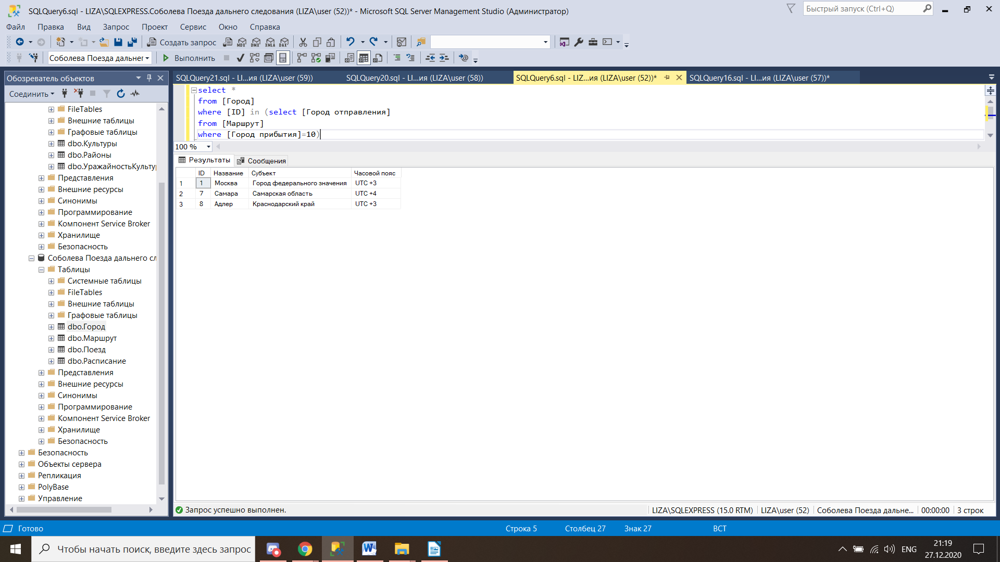 SQLQuery6.sql - LIZA\SQLEXPRESS.Соболева Поезда дальнего следования (LIZA\user (52))* - Microsoft SQL Server Management Studio (Администратор)
Быстрый запуск (Ctrl+Q)
Файл Правка Вид Запрос Проект Сервис Окно Справка
Создать запрос MDX DMX XMLA DAX
Соболева Поезда дальнег Выполнить
Обозреватель объектов
SQLQuery21.sql - LI...ия (LIZA\user (59)) SQLQuery20.sql - LI...ия (LIZA\user (58)) SQLQuery6.sql - LIZ...ия (LIZA\user (52))* SQLQuery16.sql - LI...ия (LIZA\user (57))*
Соединить
FileTables
Внешние таблицы
Графовые таблицы
dbo.Культуры
dbo.Районы
dbo.УражайностьКультур
Представления
Внешние ресурсы
Синонимы
Программирование
Компонент Service Broker
Хранилище
Безопасность
Соболева Поезда дальнего сл
Таблицы
Системные таблицы
FileTables
Внешние таблицы
Графовые таблицы
dbo.Город
dbo.Маршрут
dbo.Поезд
dbo.Расписание
Представления
Внешние ресурсы
Синонимы
Программирование
Компонент Service Broker
Хранилище
Безопасность
Безопасность
Объекты сервера
Репликация
PolyBase
Управление
select *
from [Город]
where [ID] in (select [Город отправления]
from [Маршрут]
where [Город прибытия]=10)
100 %
Результаты Сообщения
ID Название Субъект Часовой пояс
1 1 Москва Город федерального значения UTC +3
2 7 Самара Самарская область UTC +4
3 8 Адлер Краснодарский край UTC +3
Запрос успешно выполнен. LIZA\SQLEXPRESS (15.0 RTM) LIZA\user (52) Соболева Поезда дальне... 00:00:00 3 строк
Готово Строка 5 Столбец 27 Знак 27 ВСТ
Чтобы начать поиск, введите здесь запрос
ENG
21:19
27.12.2020